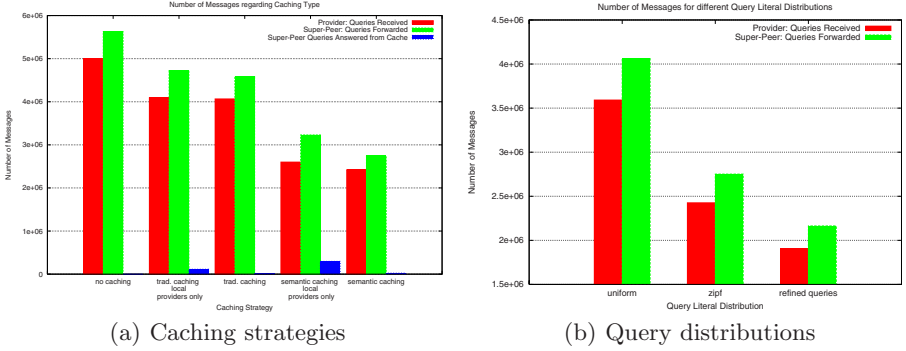 Number of Messages regarding Caching Type
Provider: Queries Received
Super-Peer: Queries Forwarded
Super-Peer Queries Answered from Cache
Number of Messages
6e+06
5e+06
4e+06
3e+06
2e+06
1e+06
0
no caching
trad. caching
local
providers only
trad. caching
semantic caching
local
providers only
semantic caching
Caching Strategy
(a) Caching strategies
Number of Messages for different Query Literal Distributions
Provider: Queries Received
Super-Peer: Queries Forwarded
Number of Messages
4.5e+06
4e+06
3.5e+06
3e+06
2.5e+06
2e+06
1.5e+06
uniform
zipf
refined queries
Query Literal Distribution
(b) Query distributions